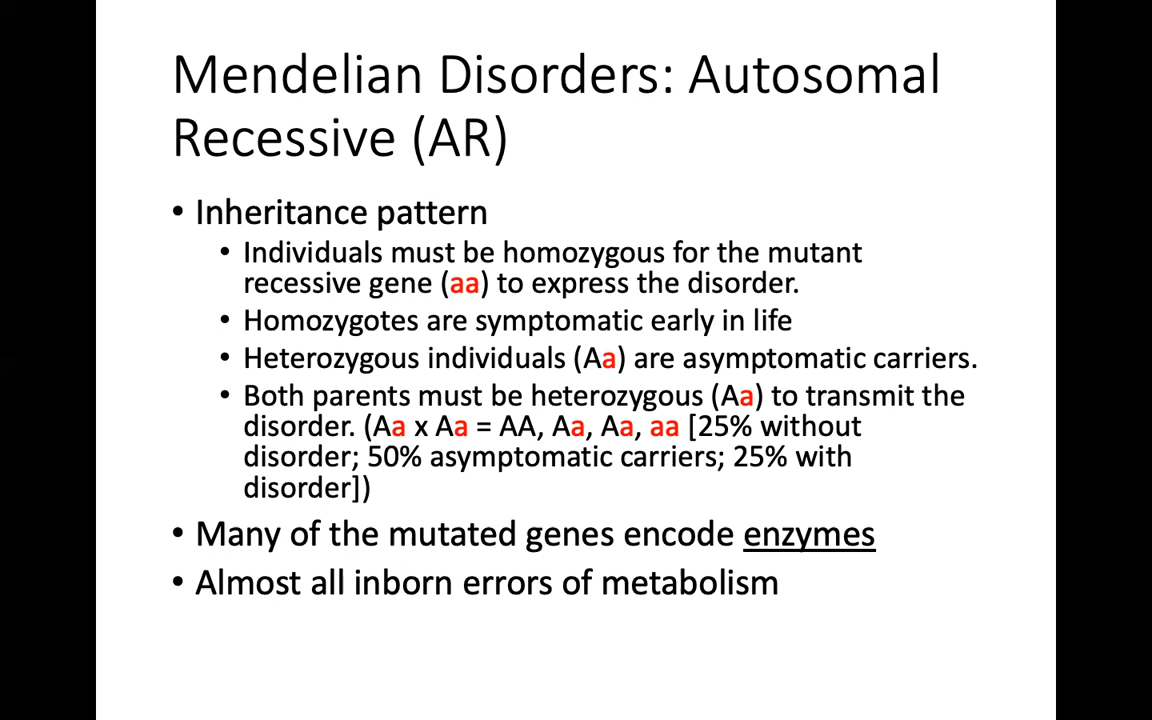 Mendelian Disorders: Autosomal
Recessive (AR)
• Inheritance pattern
• Individuals must be homozygous for the mutant
recessive gene (aa) to express the disorder.
• Homozygotes are symptomatic early in life
• Heterozygous individuals (Aa) are asymptomatic carriers.
• Both parents must be heterozygous (Aa) to transmit the
disorder. (Aa x Aa = AA, Aa, Aa, aa [25% without
disorder; 50% asymptomatic carriers; 25% with
disorder])
• Many of the mutated genes encode enzymes
• Almost all inborn errors of metabolism